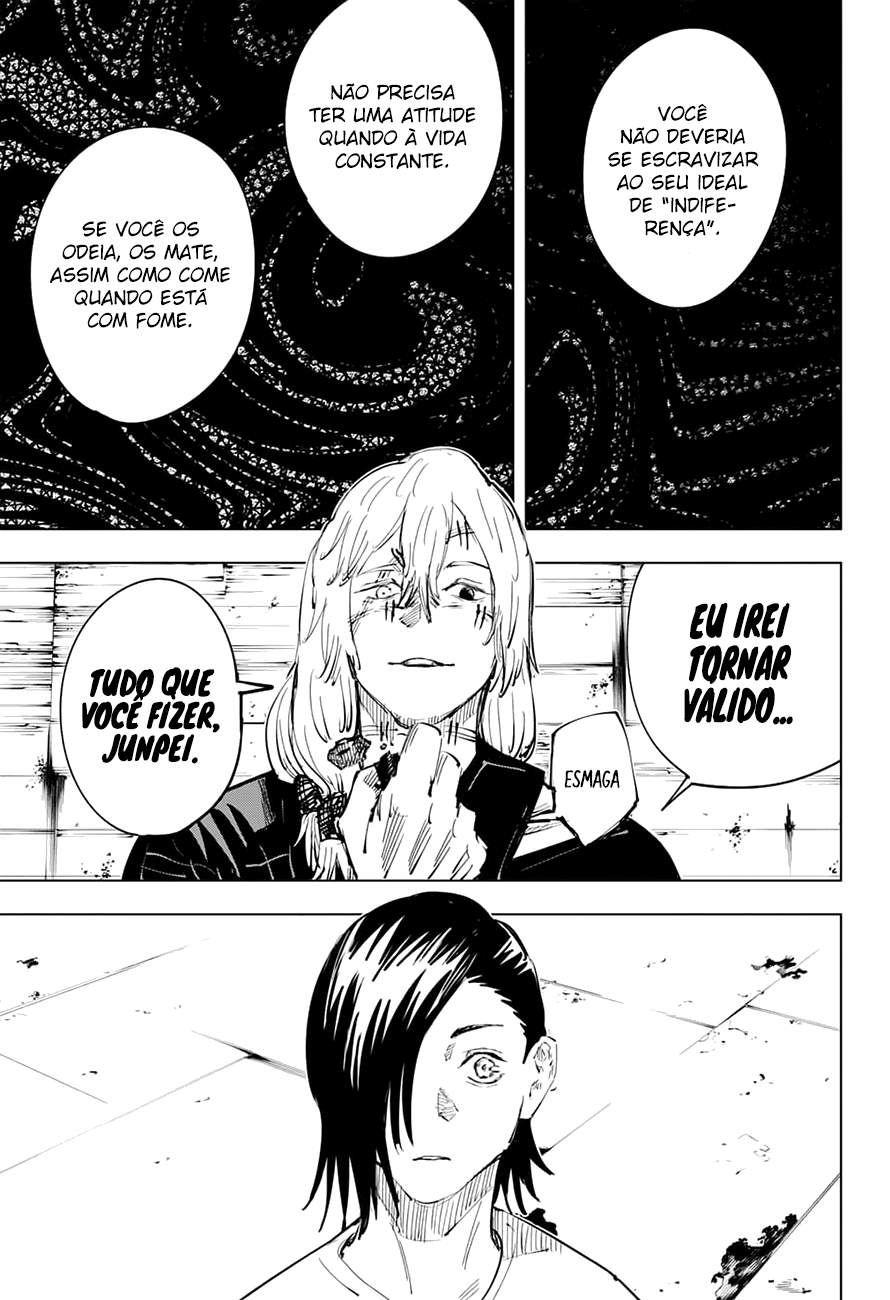 VOCÊ
NÃO DEVERIA
SE ESCRAVIZAR
AO SEU IDEAL
DE "INDIFE-
RENÇA".
NÃO PRECISA
TER UMA ATITUDE
QUANDO À VIDA
CONSTANTE.
SE VOCÊ OS
ODEIA, OS MATE,
ASSIM COMO COME
QUANDO ESTÁ
COM FOME.
EU IREI
TORNAR
VÁLIDO...
ESMAGA
TUDO QUE
VOCÊ FIZER,
JUNPEI.